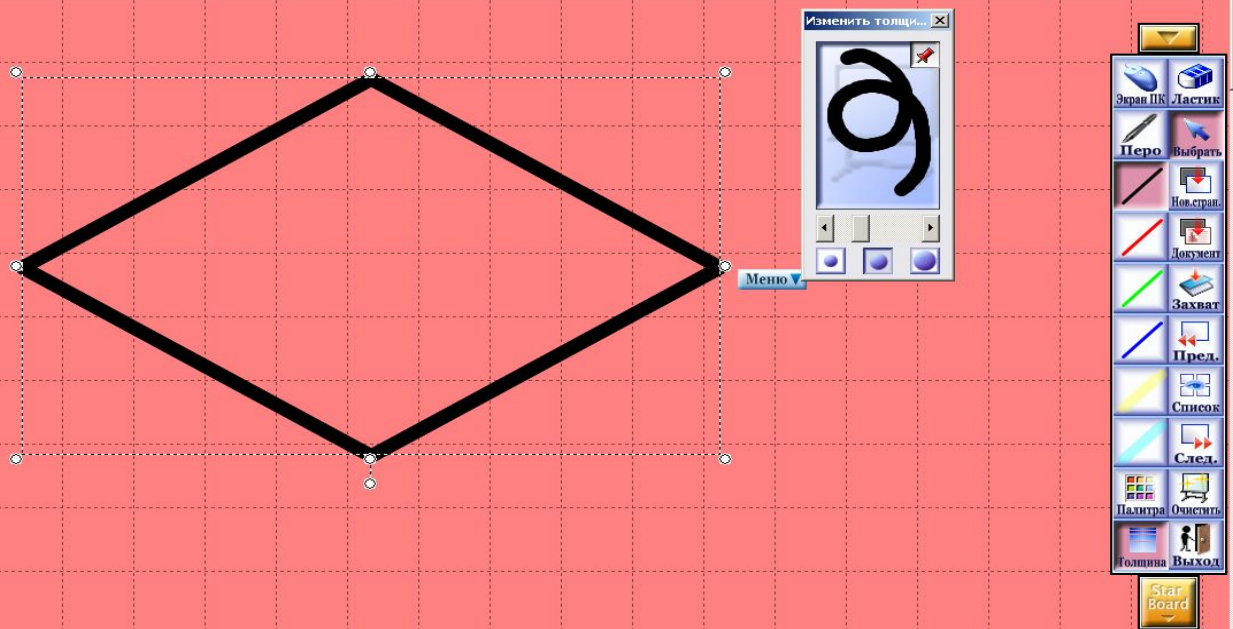 Изменить толщи...
Меню
Экран ПК
Ластик
Перо
Выбрать
Нов.стран.
Документ
Захват
Пред.
Список
След.
Палитра
Очистить
Толщина
Выход
Star
Board